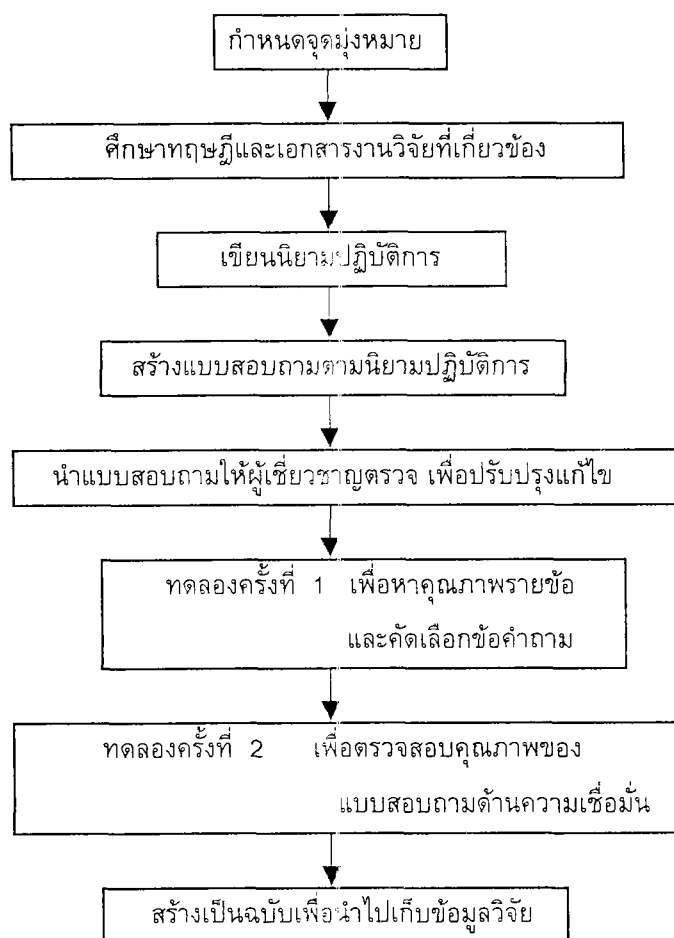 กำหนดจุดมุ่งหมาย
ศึกษาทฤษฎีและเอกสารงานวิจัยที่เกี่ยวข้อง
เขียนนิยามปฏิบัติการ
สร้างแบบสอบถามตามนิยามปฏิบัติการ
นำแบบสอบถามให้ผู้เชี่ยวชาญตรวจ เพื่อปรับปรุงแก้ไข
ทดลองครั้งที่ 1 เพื่อหาคุณภาพรายข้อ
และคัดเลือกข้อคำถาม
ทดลองครั้งที่ 2 เพื่อตรวจสอบคุณภาพของ
แบบสอบถามด้านความเชื่อมั่น
สร้างเป็นฉบับเพื่อนำไปเก็บข้อมูลวิจัย